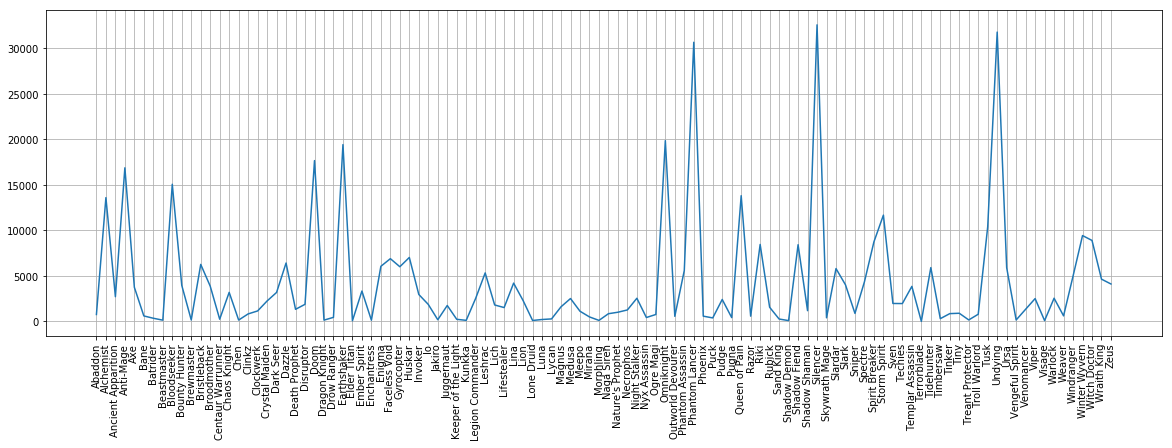 30000
25000
20000
15000
10000
5000
0
Abaddon
Alchemist
Ancient Apparition
Anti-Mage
Axe
Bane
Batrider
Beastmaster
Bloodseeker
Bounty Hunter
Brewmaster
Bristleback
Broodmother
Centaur Warrunner
Chaos Knight
Chen
Clinkz
Clockwerk
Crystal Maiden
Dark Seer
Dazzle
Death Prophet
Disruptor
Doom
Dragon Knight
Drow Ranger
Earthshaker
Elder Titan
Ember Spirit
Enchantress
Enigma
Faceless Void
Gyrocopter
Huskar
Invoker
Io
Jakiro
Juggernaut
Keeper of the Light
Kunkka
Legion Commander
Leshrac
Lich
Lifestealer
Lina
Lion
Lone Druid
Luna
Lycan
Magnus
Medusa
Meepo
Mirana
Morphling
Naga Siren
Nature's Prophet
Necrophos
Night Stalker
Nyx Assassin
Ogre Magi
Omniknight
Outworld Devourer
Phantom Assassin
Phantom Lancer
Phoenix
Puck
Pudge
Pugna
Queen of Pain
Razor
Riki
Rubick
Sand King
Shadow Demon
Shadow Fiend
Shadow Shaman
Silencer
Skywrath Mage
Slardar
Slark
Sniper
Spectre
Spirit Breaker
Storm Spirit
Sven
Techies
Templar Assassin
Terrorblade
Tidehunter
Timbersaw
Tinker
Tiny
Treant Protector
Troll Warlord
Tusk
Undying
Ursa
Vengeful Spirit
Venomancer
Viper
Visage
Warlock
Weaver
Windranger
Winter Wyvern
Witch Doctor
Wraith King
Zeus